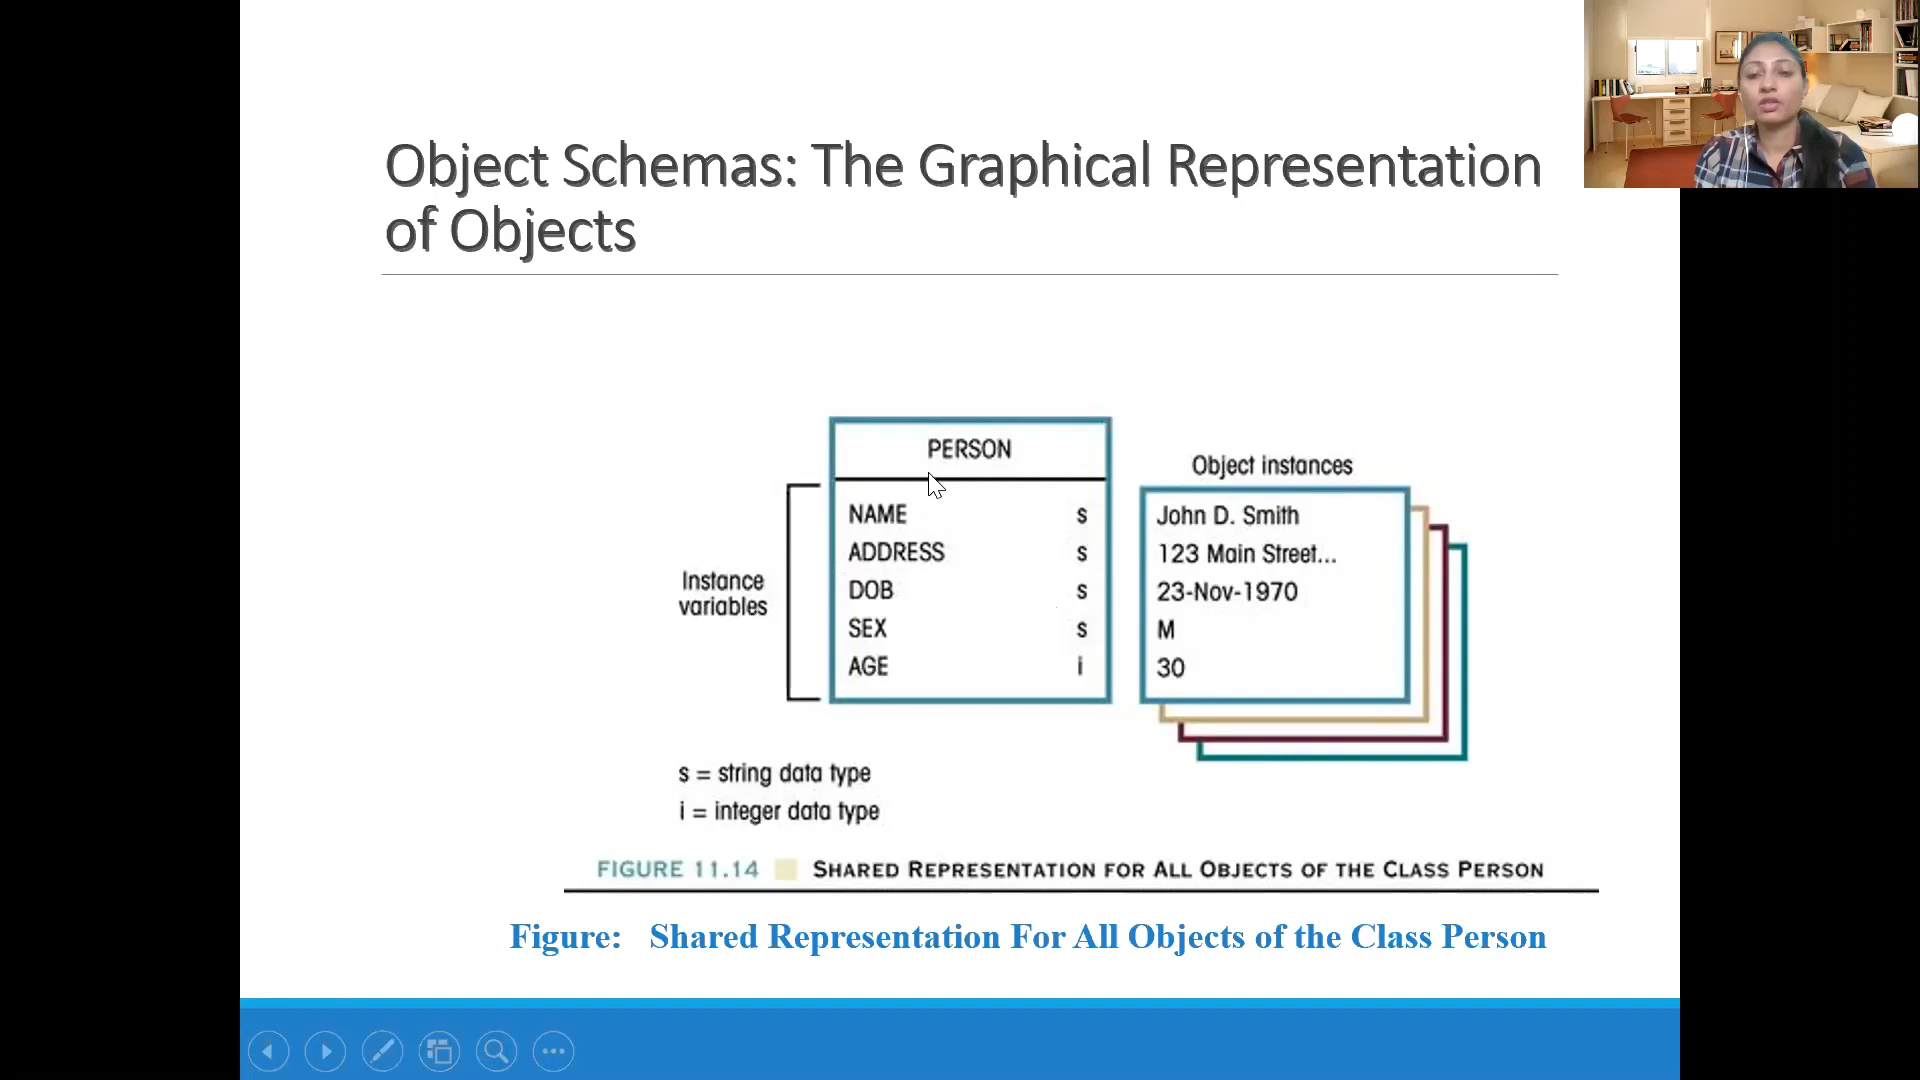 Object Schemas: The Graphical Representation
of Objects
PERSON
Object instances
NAME s
ADDRESS s
DOB s
SEX s
AGE i
Instance
variables
John D. Smith
123 Main Street...
23-Nov-1970
M
30
s = string data type
i = integer data type
FIGURE 11.14 SHARED REPRESENTATION FOR ALL OBJECTS OF THE CLASS PERSON
Figure: Shared Representation For All Objects of the Class Person